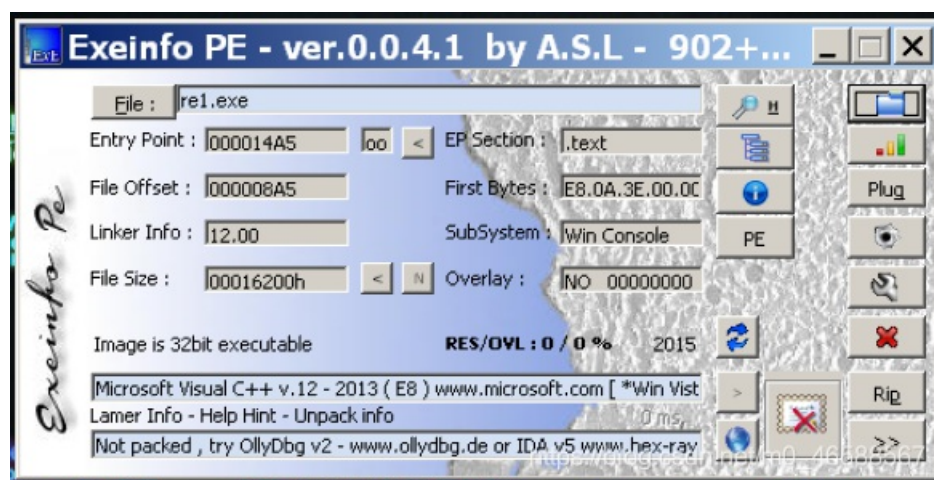 Exeinfo PE - ver.0.0.4.1 by A.S.L - 902+...
File : re1.exe
Entry Point : 000014A5 oo < EP Section : .text
File Offset : 000008A5 First Bytes : E8.0A.3E.00.0C
Plug
Linker Info : 12.00 SubSystem : Win Console PE
File Size : 00016200h < N Overlay : NO 00000000
Image is 32bit executable RES/OVL : 0 / 0 % 2015
Microsoft Visual C++ v.12 - 2013 ( E8 ) www.microsoft.com [ *Win Vist > Rip
Lamer Info - Help Hint - Unpack info 0 ms.
Not packed , try OllyDbg v2 - www.ollydbg.de or IDA v5 www.hex-ray >>
Exeinfo Pe